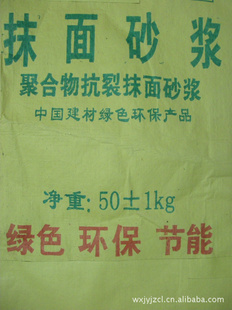 抹面砂浆
聚合物抗裂抹面砂浆
中国建材绿色环保产品
净重:50±1kg
绿色 环保 节能
wxjyjzcl.cn.1688.com